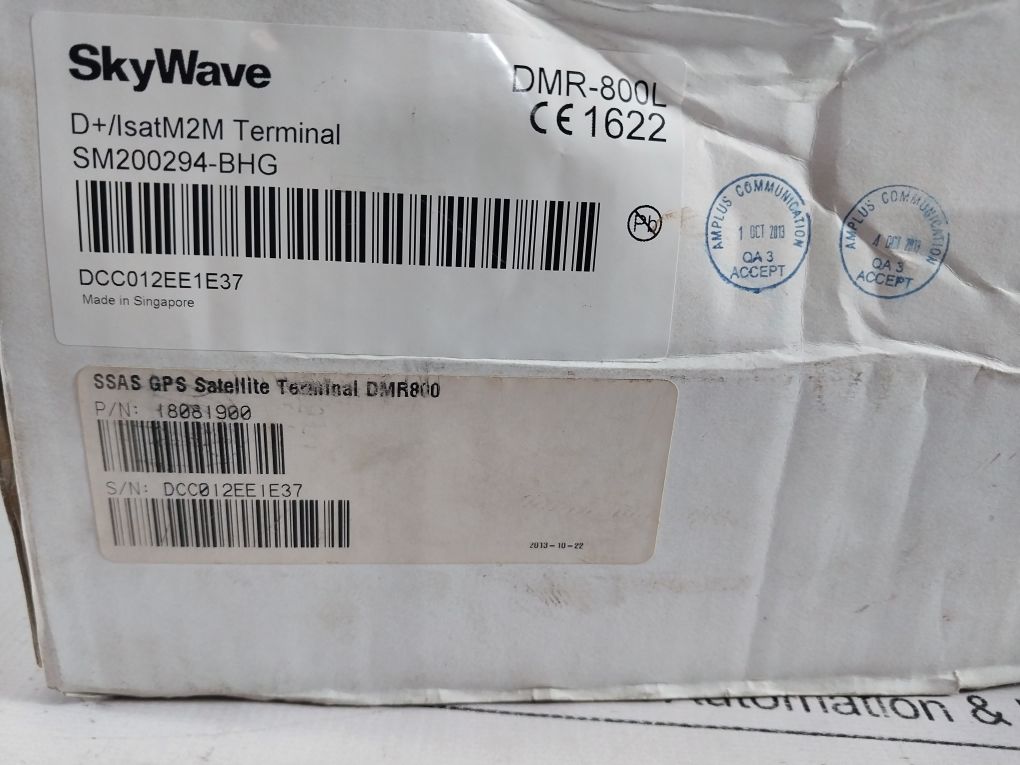 SkyWave
DMR-800L
CE 1622
D+/IsatM2M Terminal
SM200294-BHG
Pb
DCC012EE1E37
Made in Singapore
AMPLUS COMMUNICATION
1 OCT 2013
QA 3
ACCEPT
AMPLUS COMMUNICATION
OCT 2013
QA 3
ACCEPT
SSAS GPS Satellite Terminal DMR800
P/N: 18081900
S/N: DCC012EE1E37
2013-10-22
Automation &